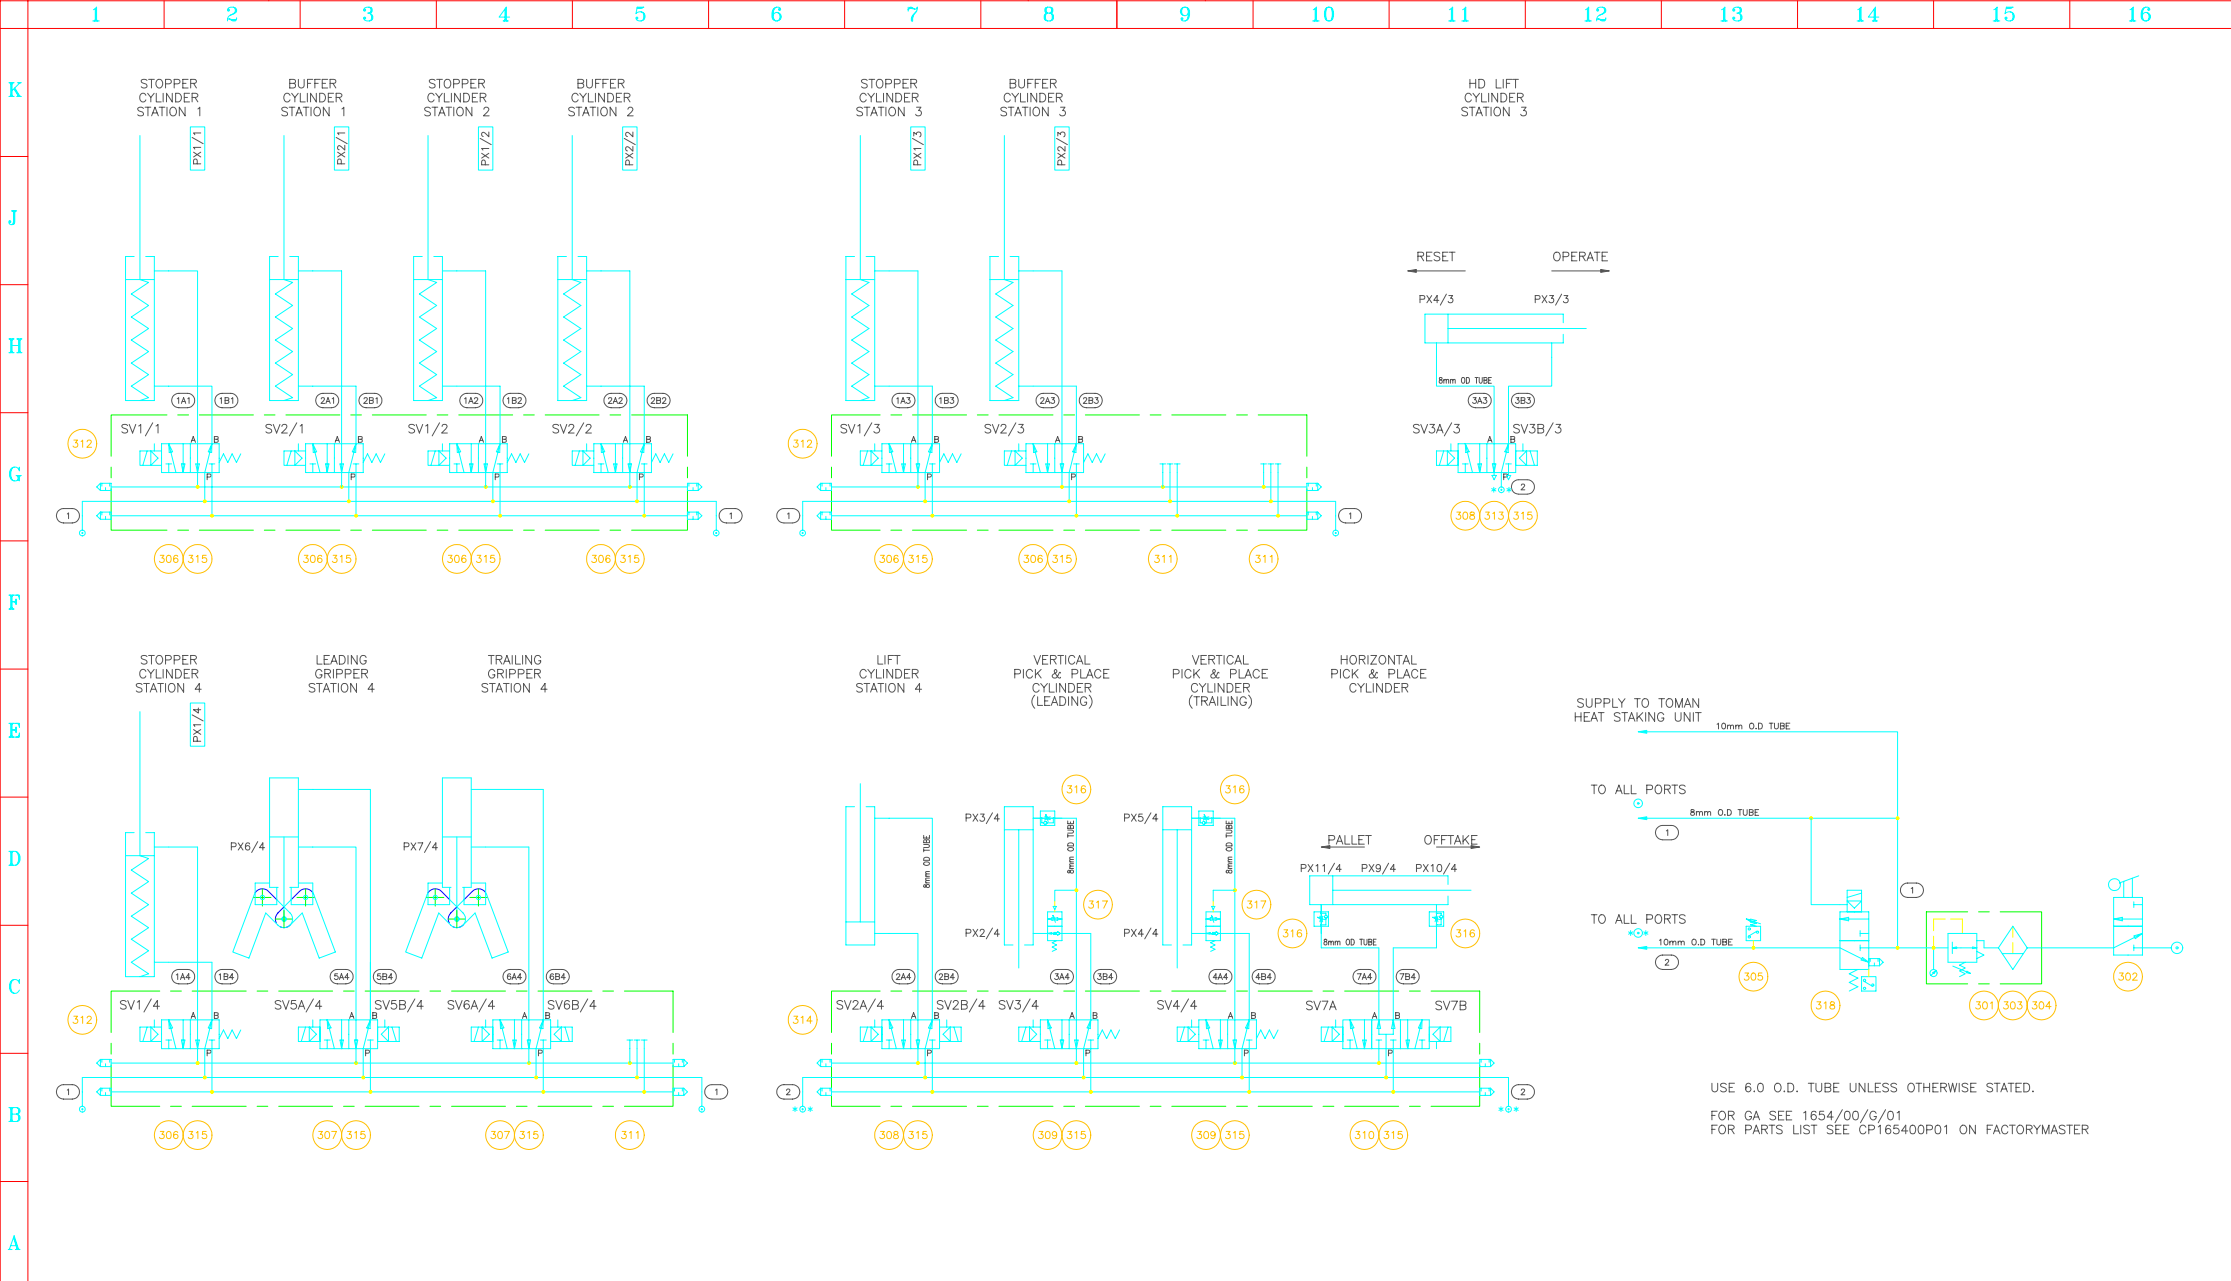 1 2 3 4 5 6 7 8 9 10 11 12 13 14 15 16
K
STOPPER
CYLINDER
STATION 1
BUFFER
CYLINDER
STATION 1
STOPPER
CYLINDER
STATION 2
BUFFER
CYLINDER
STATION 2
STOPPER
CYLINDER
STATION 3
BUFFER
CYLINDER
STATION 3
HD LIFT
CYLINDER
STATION 3
PX1/1 PX2/1 PX1/2 PX2/2 PX1/3 PX2/3
J
RESET OPERATE
PX4/3 PX3/3
H
8mm OD TUBE
1A1 1B1 2A1 2B1 1A2 1B2 2A2 2B2 1A3 1B3 2A3 2B3 3A3 3B3
SV1/1 SV2/1 SV1/2 SV2/2 SV1/3 SV2/3 SV3A/3 SV3B/3
312 A B A B A B A B 312 A B A B A B
G
P P P P P P P
* * 2
1 1 1 1 308 313 315
306 315 306 315 306 315 306 315 306 315 306 315 311 311
F
STOPPER
CYLINDER
STATION 4
LEADING
GRIPPER
STATION 4
TRAILING
GRIPPER
STATION 4
LIFT
CYLINDER
STATION 4
VERTICAL
PICK & PLACE
CYLINDER
(LEADING)
VERTICAL
PICK & PLACE
CYLINDER
(TRAILING)
HORIZONTAL
PICK & PLACE
CYLINDER
PX1/4
SUPPLY TO TOMAN
HEAT STAKING UNIT
10mm O.D TUBE
E
316 316
TO ALL PORTS
8mm O.D TUBE
1
PX3/4 PX5/4
8mm OD TUBE 8mm OD TUBE 8mm OD TUBE
PX6/4 PX7/4
PALLET OFFTAKE
D
PX11/4 PX9/4 PX10/4
317 317
1
PX2/4 PX4/4 316 316
TO ALL PORTS
* *
10mm O.D TUBE
2
8mm OD TUBE
1A4 1B4 5A4 5B4 6A4 6B4 2A4 2B4 3A4 3B4 4A4 4B4 7A4 7B4
305 302
C
SV1/4 SV5A/4 SV5B/4 SV6A/4 SV6B/4 SV2A/4 SV2B/4 SV3/4 SV4/4 SV7A SV7B
318 301 303 304
312 A B A B A B 314 A B A B A B A B
P P P P P P P
1 1 2 2
* * * *
B
USE 6.0 O.D. TUBE UNLESS OTHERWISE STATED.
FOR GA SEE 1654/00/G/01
FOR PARTS LIST SEE CP165400P01 ON FACTORYMASTER
306 315 307 315 307 315 311 308 315 309 315 309 315 310 315
A